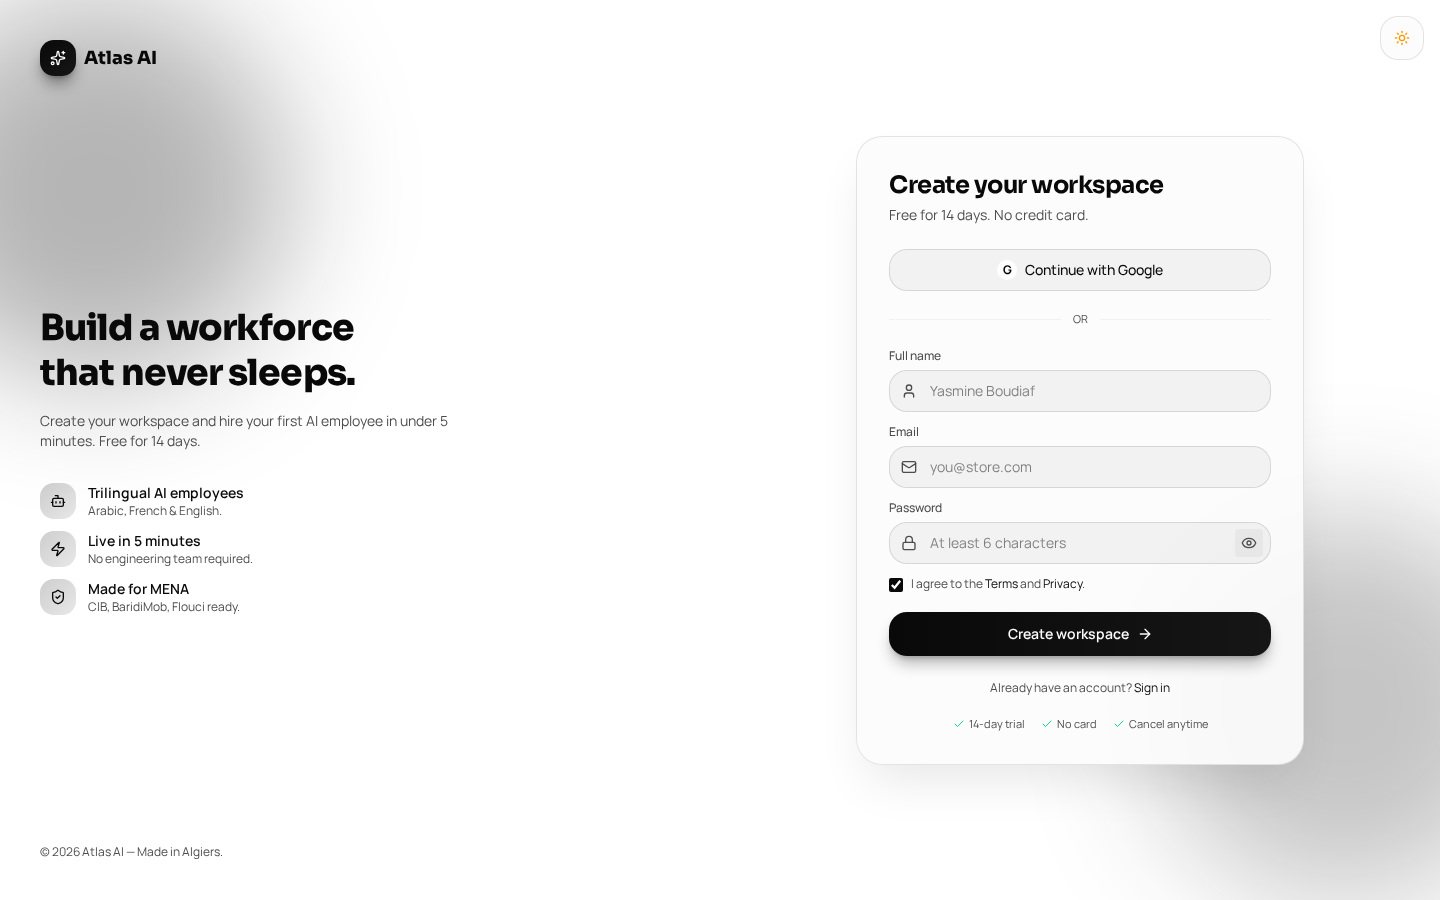 Atlas AI
Build a workforce
that never sleeps.
Create your workspace and hire your first AI employee in under 5
minutes. Free for 14 days.
Trilingual AI employees
Arabic, French & English.
Live in 5 minutes
No engineering team required.
Made for MENA
CIB, BaridiMob, Flouci ready.
© 2026 Atlas AI — Made in Algiers.
Create your workspace
Free for 14 days. No credit card.
G Continue with Google
OR
Full name
Yasmine Boudiaf
Email
you@store.com
Password
At least 6 characters
I agree to the Terms and Privacy.
Create workspace
Already have an account? Sign in
14-day trial No card Cancel anytime